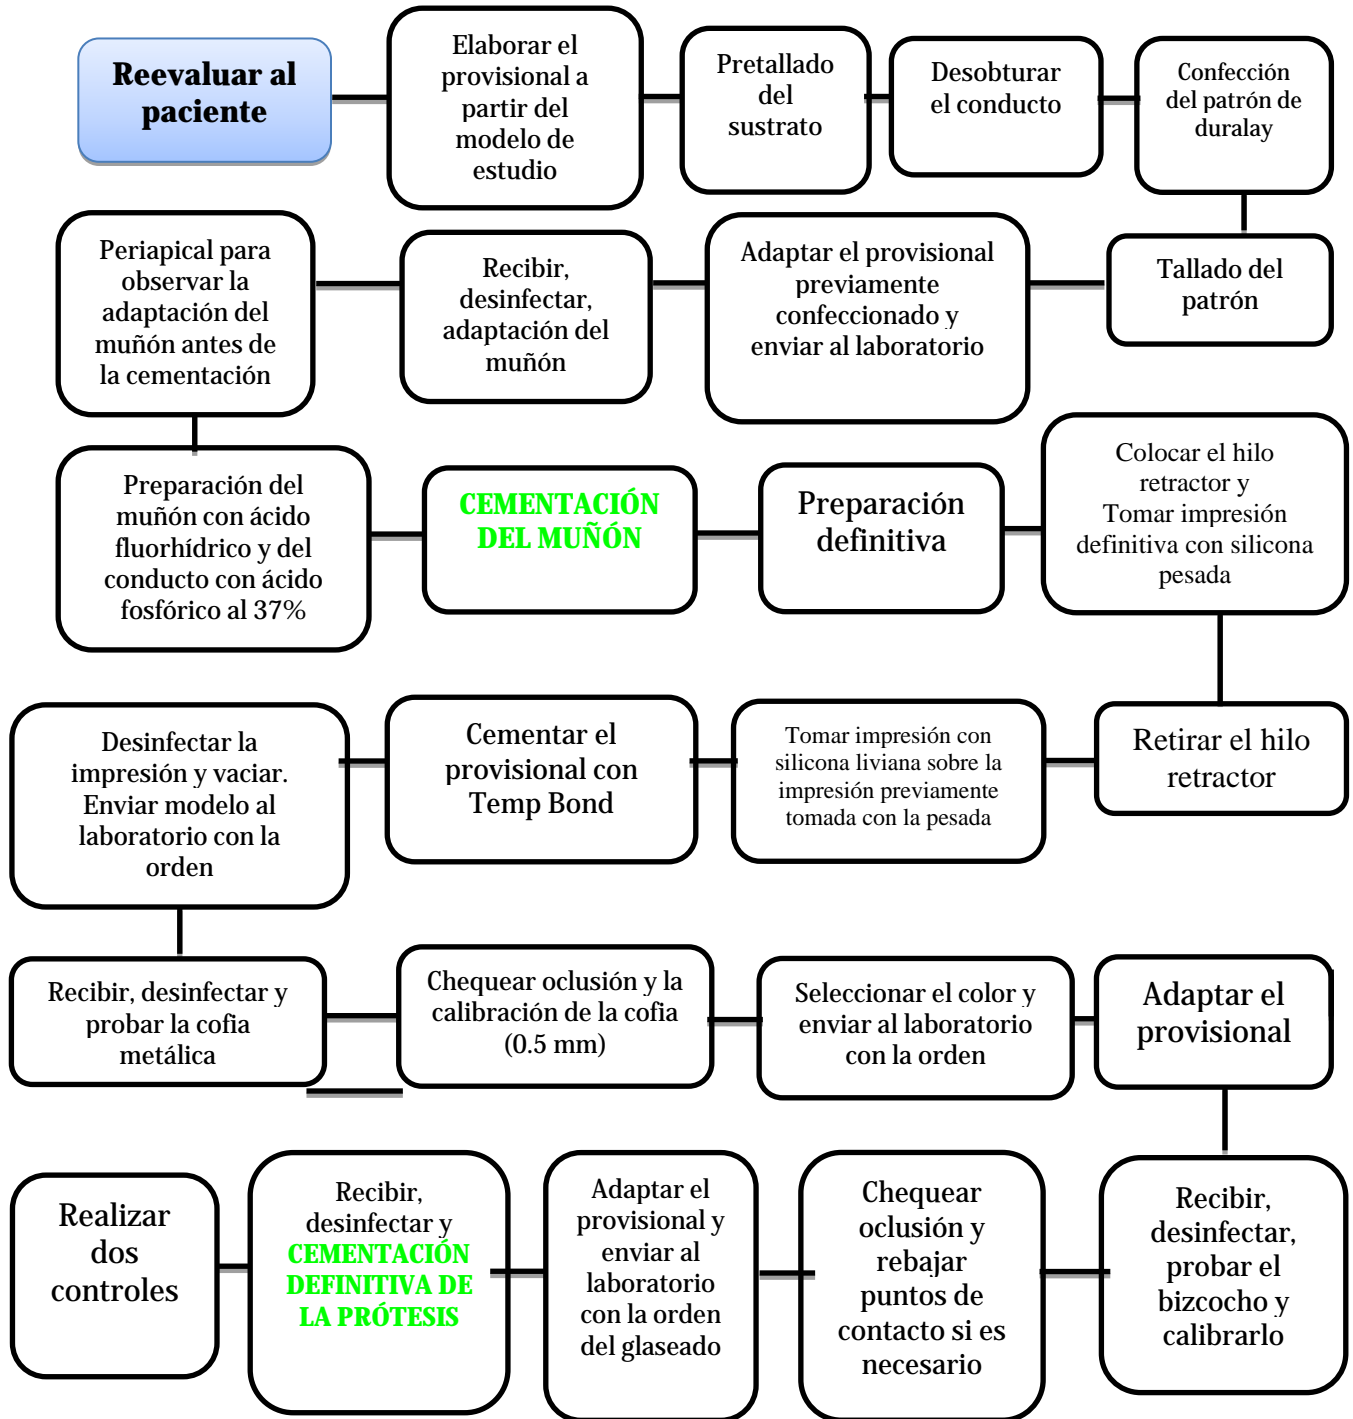 Reevaluar al
paciente
Elaborar el
provisional a
partir del
modelo de
estudio
Pretallado
del
sustrato
Desobturar
el conducto
Confección
del patrón de
duralay
Tallado del
patrón
Adaptar el provisional
previamente
confeccionado y
enviar al laboratorio
Recibir,
desinfectar,
adaptación del
muñón
Periapical para
observar la
adaptación del
muñón antes de
la cementación
Preparación del
muñón con ácido
fluorhídrico y del
conducto con ácido
fosfórico al 37%
CEMENTACIÓN
DEL MUÑÓN
Preparación
definitiva
Colocar el hilo
retractor y
Tomar impresión
definitiva con silicona
pesada
Retirar el hilo
retractor
Tomar impresión con
silicona liviana sobre la
impresión previamente
tomada con la pesada
Cementar el
provisional con
Temp Bond
Desinfectar la
impresión y vaciar.
Enviar modelo al
laboratorio con la
orden
Recibir, desinfectar y
probar la cofia
metálica
Chequear oclusión y la
calibración de la cofia
(0.5 mm)
Seleccionar el color y
enviar al laboratorio
con la orden
Adaptar el
provisional
Recibir,
desinfectar,
probar el
bizcocho y
calibrarlo
Chequear
oclusión y
rebajar
puntos de
contacto si es
necesario
Adaptar el
provisional y
enviar al
laboratorio
con la orden
del glaseado
Recibir,
desinfectar y
CEMENTACIÓN
DEFINITIVA DE
LA PRÓTESIS
Realizar
dos
controles